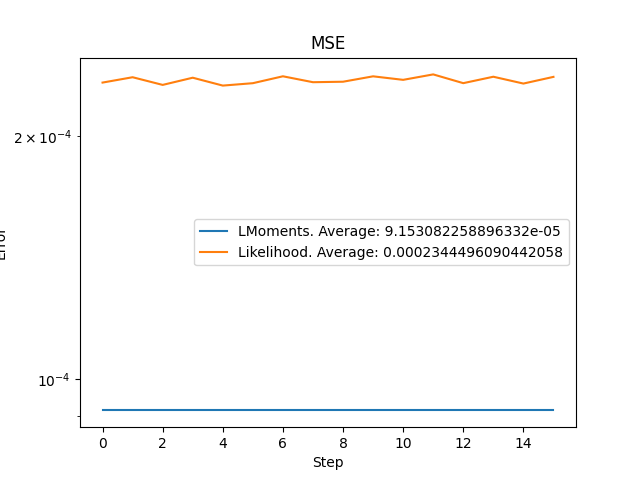 MSE
Error
2 × 10⁻⁴
10⁻⁴
LMoments. Average: 9.153082258896332e-05
Likelihood. Average: 0.0002344496090442058
0 2 4 6 8 10 12 14
Step